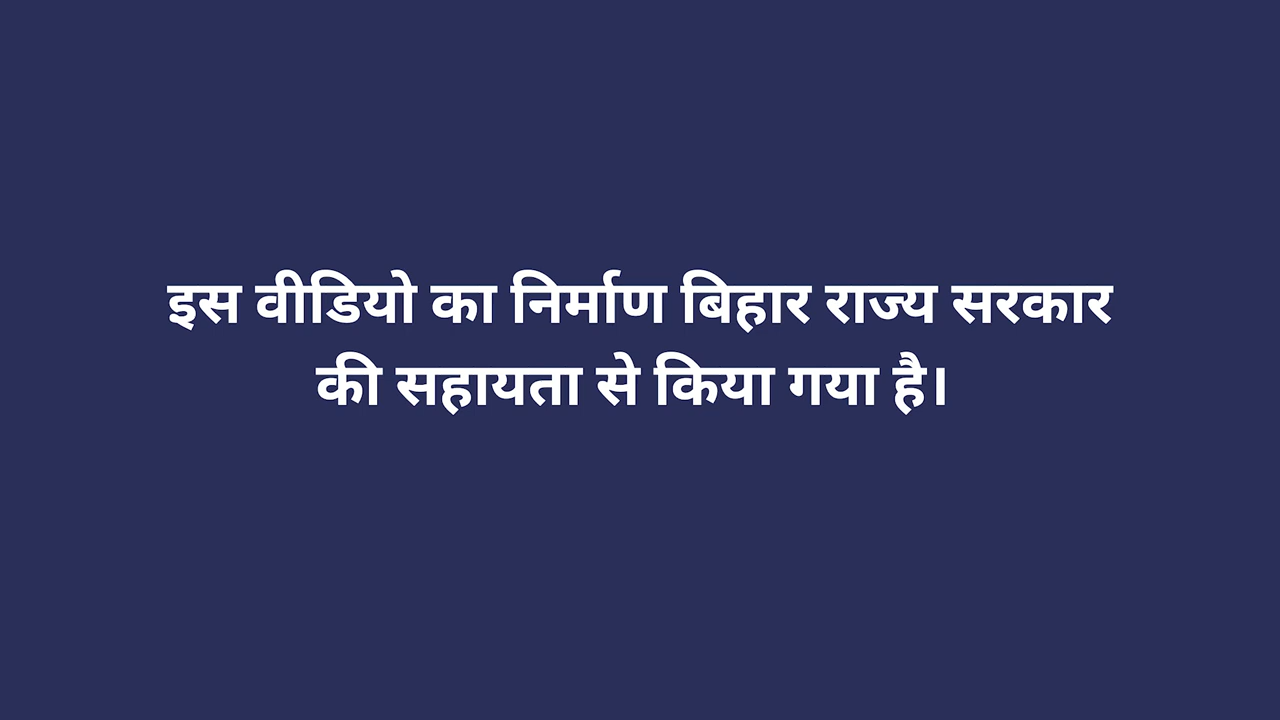 इस वीडियो का निर्माण बिहार राज्य सरकार
की सहायता से किया गया है।